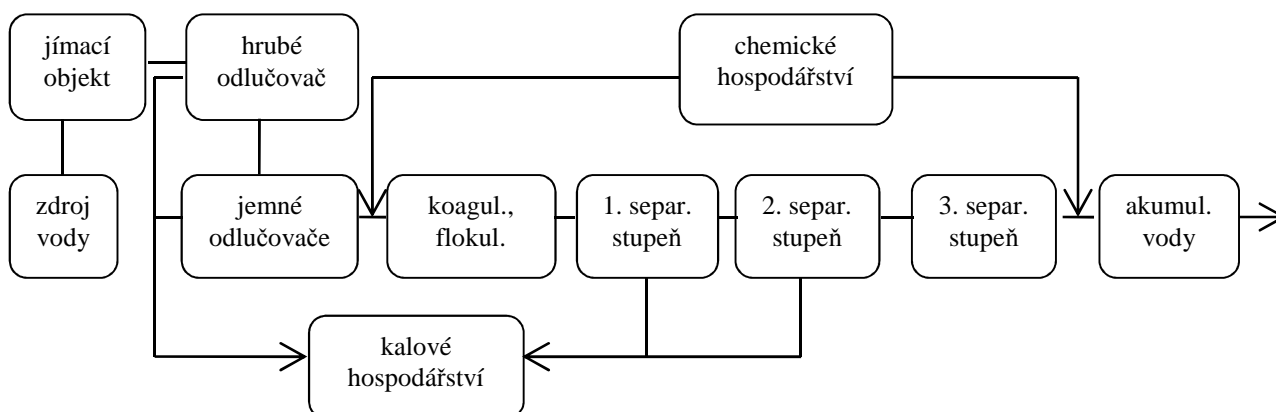 jímací
objekt
hrubé
odlučovač
chemické
hospodářství
zdroj
vody
jemné
odlučovače
koagul.,
flokul.
1. separ.
stupeň
2. separ.
stupeň
3. separ.
stupeň
akumul.
vody
kalové
hospodářství